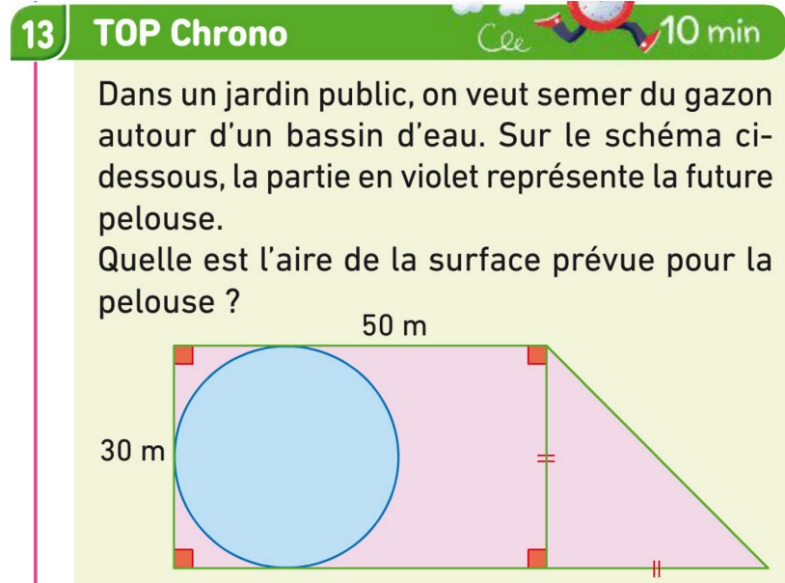 13 TOP Chrono
10 min
Dans un jardin public, on veut semer du gazon
autour d'un bassin d'eau. Sur le schéma ci-
dessous, la partie en violet représente la future
pelouse.
Quelle est l'aire de la surface prévue pour la
pelouse ?
50 m
30 m